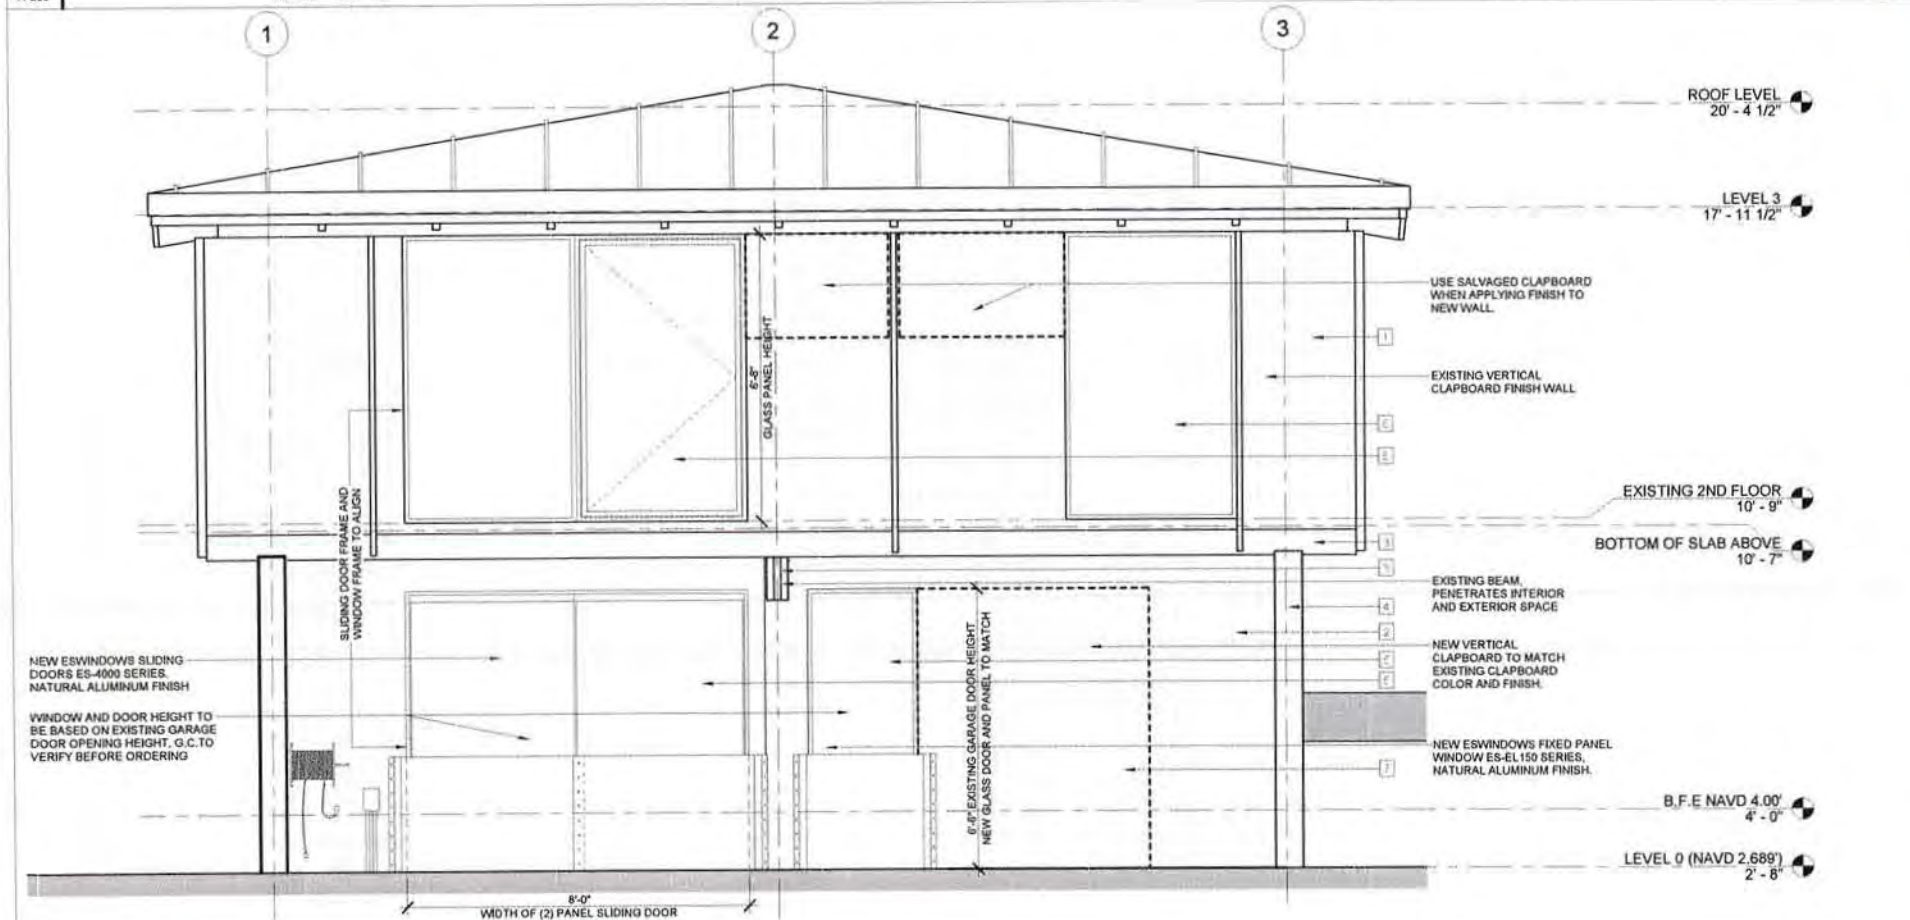 1
2
3
ROOF LEVEL
20' - 4 1/2"
LEVEL 3
17' - 11 1/2"
USE SALVAGED CLAPBOARD
WHEN APPLYING FINISH TO
NEW WALL.
1
EXISTING VERTICAL
CLAPBOARD FINISH WALL
6'-8"
GLASS PANEL HEIGHT
SLIDING DOOR FRAME AND
WINDOW FRAME TO ALIGN
EXISTING 2ND FLOOR
10' - 9"
BOTTOM OF SLAB ABOVE
10' - 7"
3
EXISTING BEAM,
PENETRATES INTERIOR
AND EXTERIOR SPACE
4
2
NEW VERTICAL
CLAPBOARD TO MATCH
EXISTING CLAPBOARD
COLOR AND FINISH.
NEW ESWINDOWS SLIDING
DOORS ES-4000 SERIES.
NATURAL ALUMINUM FINISH
WINDOW AND DOOR HEIGHT TO
BE BASED ON EXISTING GARAGE
DOOR OPENING HEIGHT, G.C.TO
VERIFY BEFORE ORDERING
6'-6" EXISTING GARAGE DOOR HEIGHT
NEW GLASS DOOR AND PANEL TO MATCH
NEW ESWINDOWS FIXED PANEL
WINDOW ES-EL150 SERIES,
NATURAL ALUMINUM FINISH.
7
B.F.E NAVD 4.00'
4' - 0"
LEVEL 0 (NAVD 2.689')
2' - 8"
8'-0"
WIDTH OF (2) PANEL SLIDING DOOR